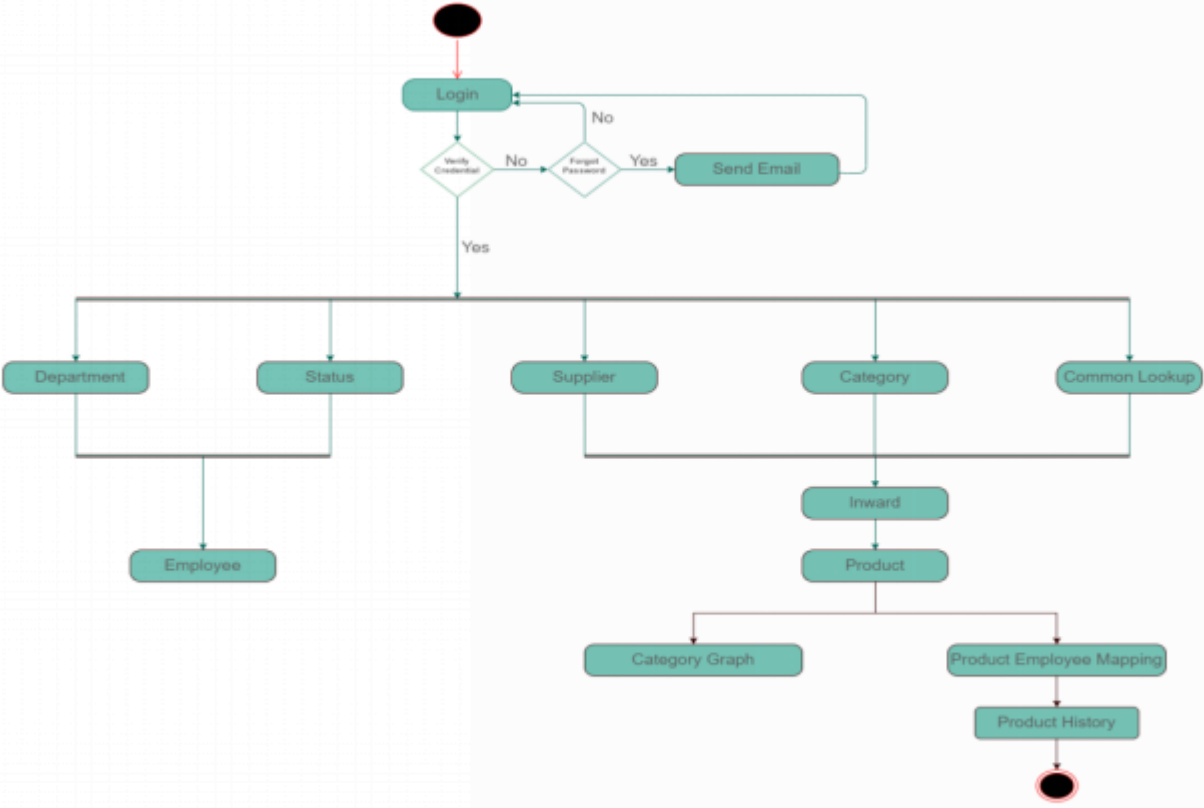 Login
No
Verify
Credential
No
Forgot
Password
Yes
Send Email
Yes
Department
Status
Supplier
Category
Common Lookup
Inward
Employee
Product
Category Graph
Product Employee Mapping
Product History